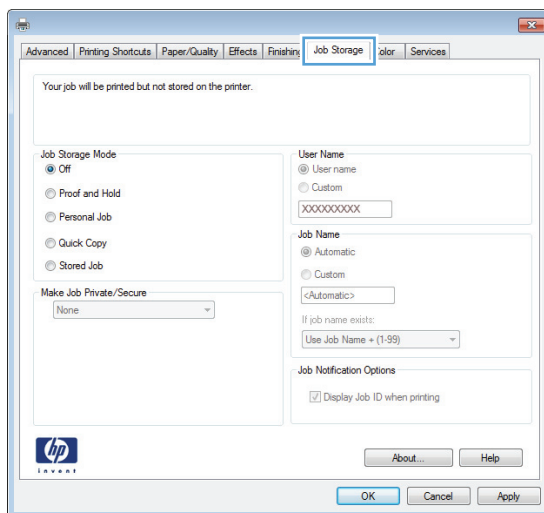 Advanced Printing Shortcuts Paper/Quality Effects Finishing Job Storage Color Services
Your job will be printed but not stored on the printer.
Job Storage Mode
Off
Proof and Hold
Personal Job
Quick Copy
Stored Job
Make Job Private/Secure
None
User Name
User name
Custom
XXXXXXXXX
Job Name
Automatic
Custom
<Automatic>
If job name exists:
Use Job Name + (1-99)
Job Notification Options
Display Job ID when printing
hp
invent
About... Help
OK Cancel Apply